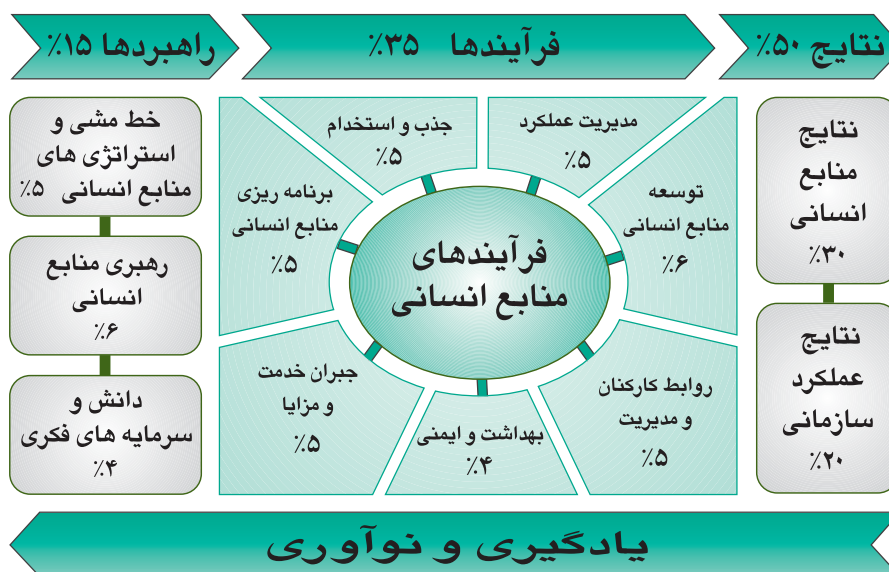 راهبردها ۱۵٪
فرآیندها ۳۵٪
نتایج ۵۰٪
خط مشی و
استراتژی های
منابع انسانی ۵٪
رهبری منابع
انسانی
۶٪
دانش و
سرمایه های فکری
۴٪
جذب و استخدام
۵٪
مدیریت عملکرد
۵٪
برنامه ریزی
منابع انسانی
۵٪
توسعه
منابع انسانی
۶٪
فرآیندهای
منابع انسانی
جبران خدمت
و مزایا
۵٪
بهداشت و ایمنی
۴٪
روابط کارکنان
و مدیریت
۵٪
نتایج
منابع
انسانی
۳۰٪
نتایج
عملکرد
سازمانی
۲۰٪
یادگیری و نوآوری